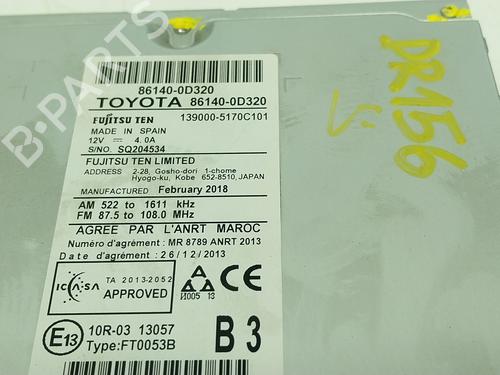 86140-0D320
TOYOTA 86140-0D320
FUJITSU TEN 139000-5170C101
MADE IN SPAIN
12V 4.0A
S/NO. SQ204534
FUJITSU TEN LIMITED
ADDRESS 2-28, Gosho-dori 1-chome
Hyogo-ku, Kobe 652-8510, JAPAN
MANUFACTURED February 2018
AM 522 to 1611 kHz
FM 87.5 to 108.0 MHz
AGREE PAR L'ANRT MAROC
Numéro d'agrément: MR 8789 ANRT 2013
Date d'agrément: 26/12/2013
ICASA
TA 2013-2052
APPROVED
И005 13
E13
10R-03 13057
Type:FT0053B
B 3
DR156
B-PARTS